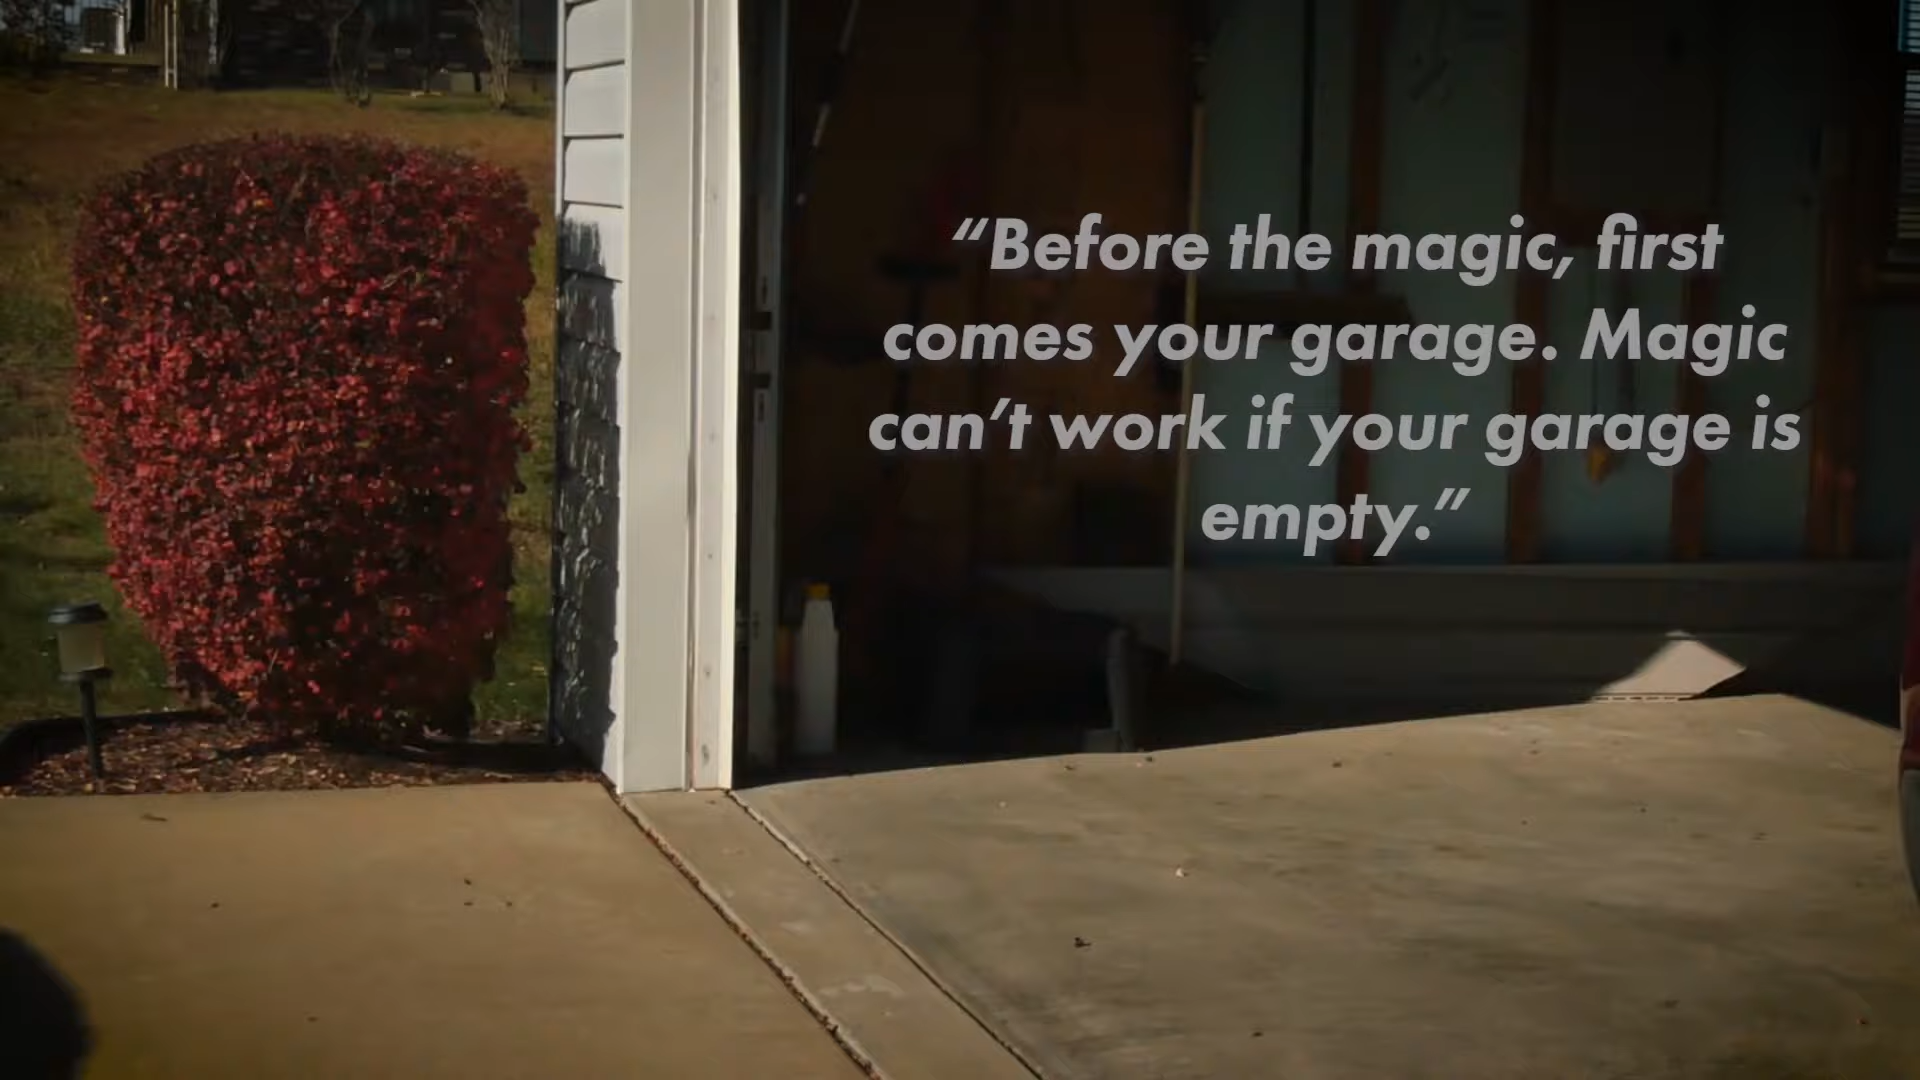 “Before the magic, first
comes your garage. Magic
can’t work if your garage is
empty.”